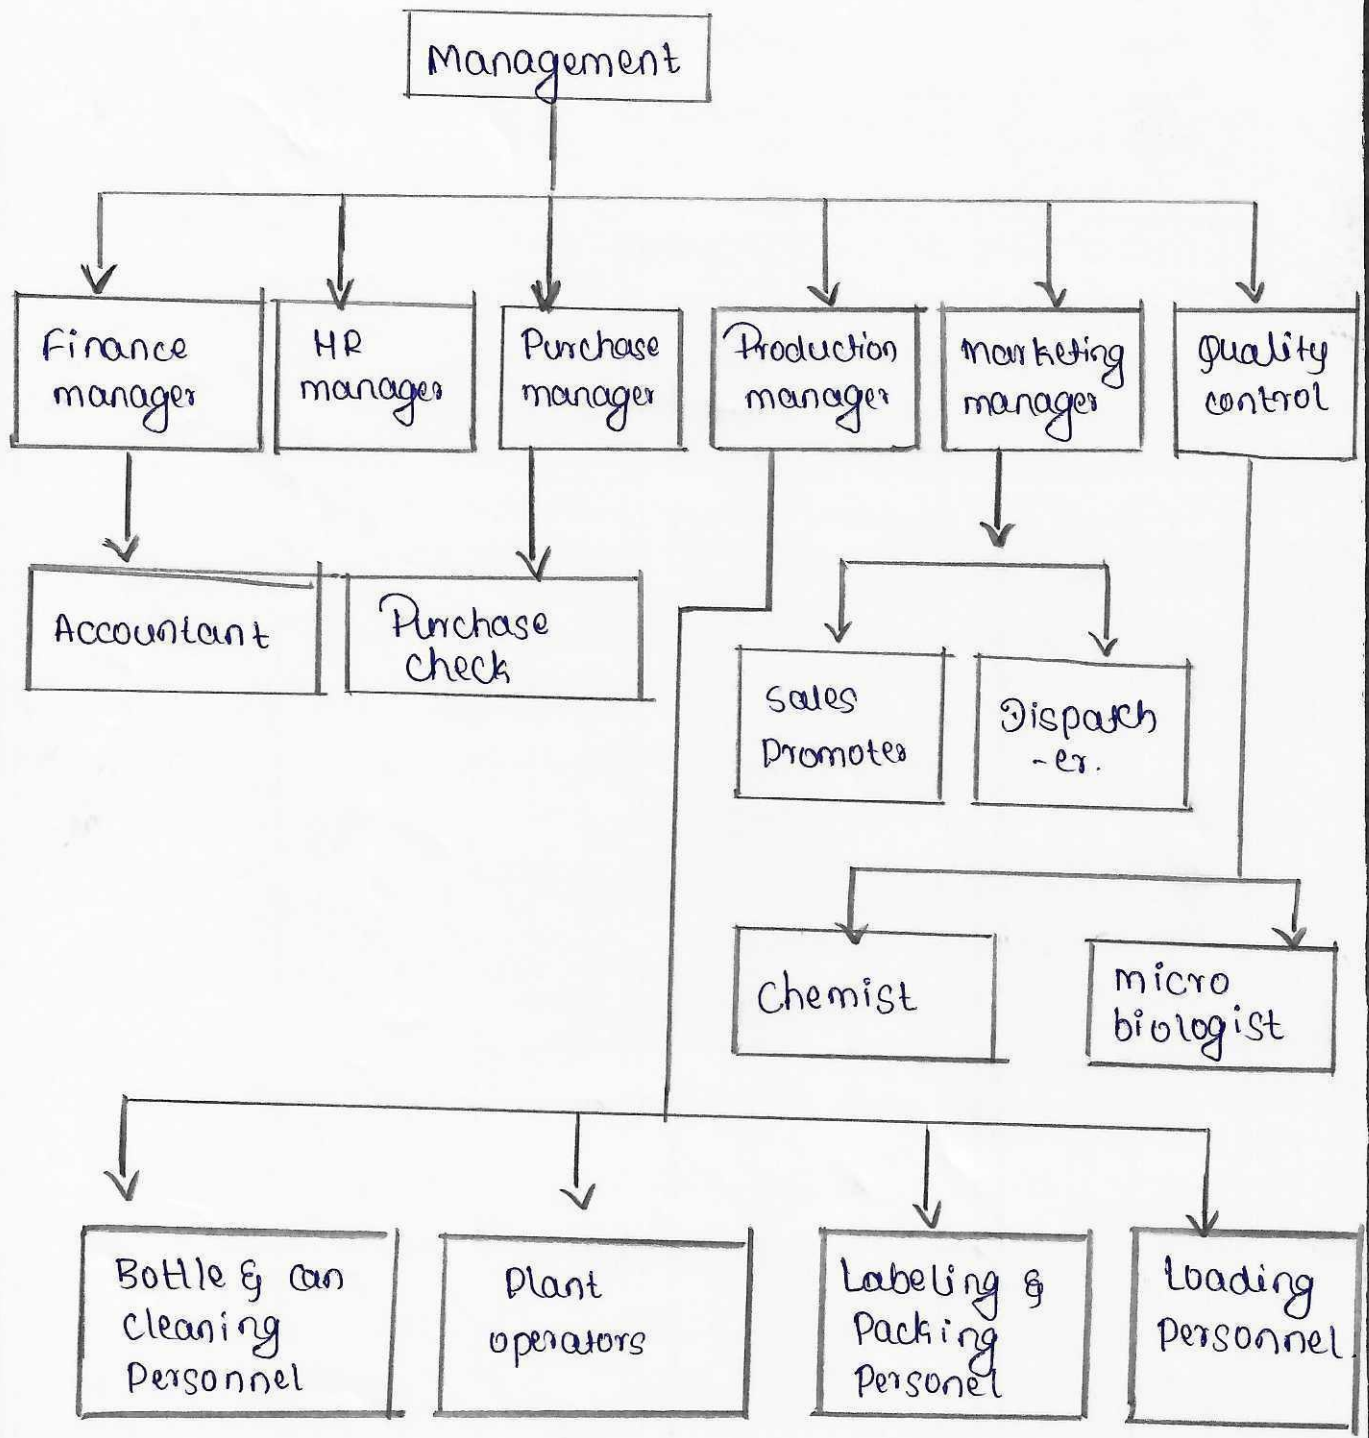 Management
Finance
manager
HR
manager
Purchase
manager
Production
manager
Marketing
manager
Quality
control
Accountant
Purchase
check
Sales
Promoter
Dispatch
-er.
Chemist
micro
biologist
Bottle & can
cleaning
Personnel
Plant
operators
Labeling &
Packing
Personel
Loading
Personnel.